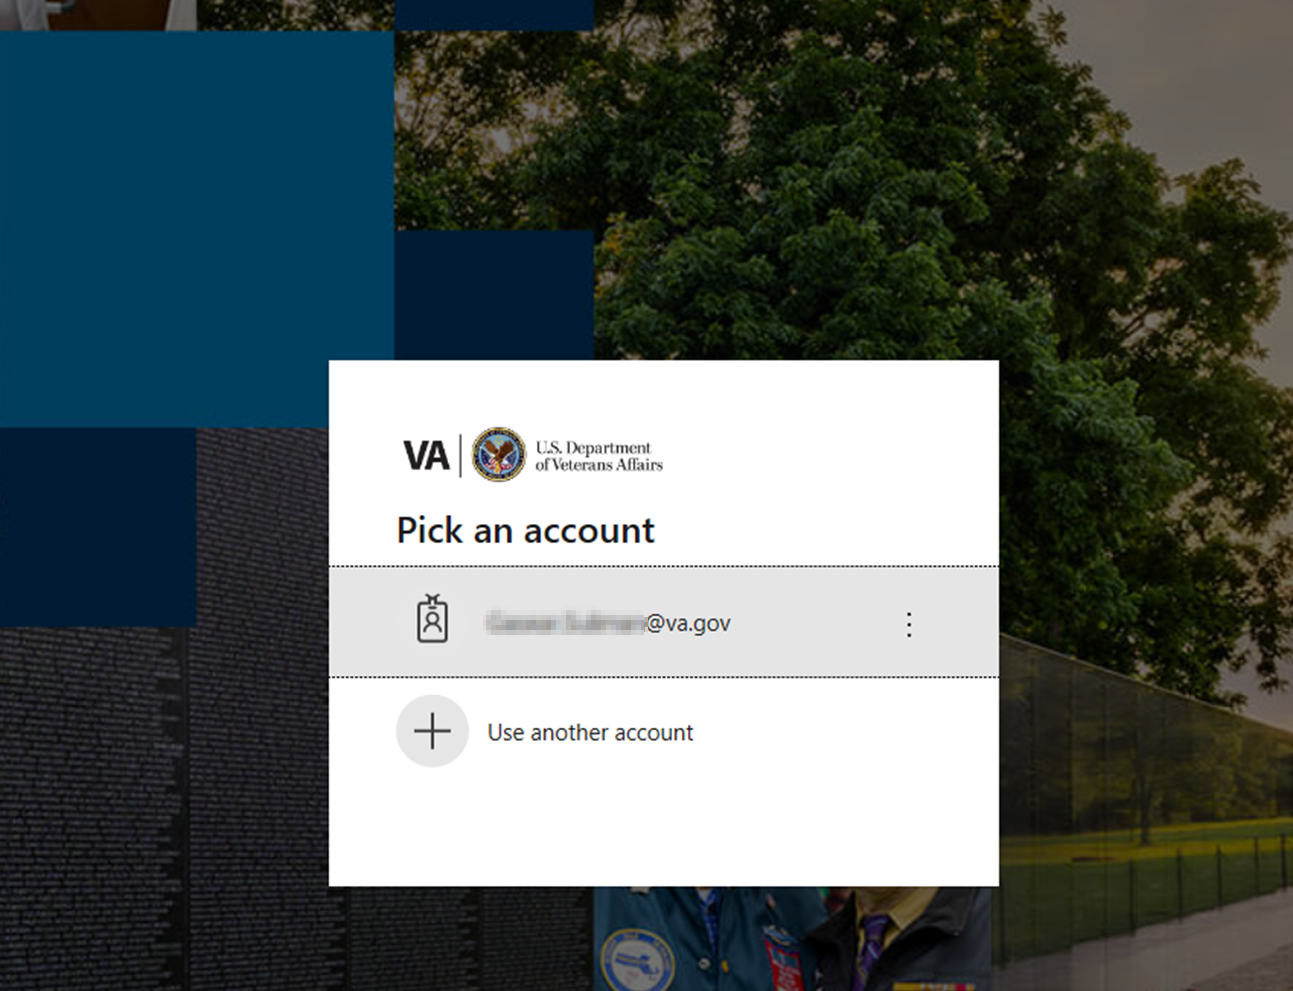 VA
U.S. Department
of Veterans Affairs
Pick an account
@va.gov
Use another account